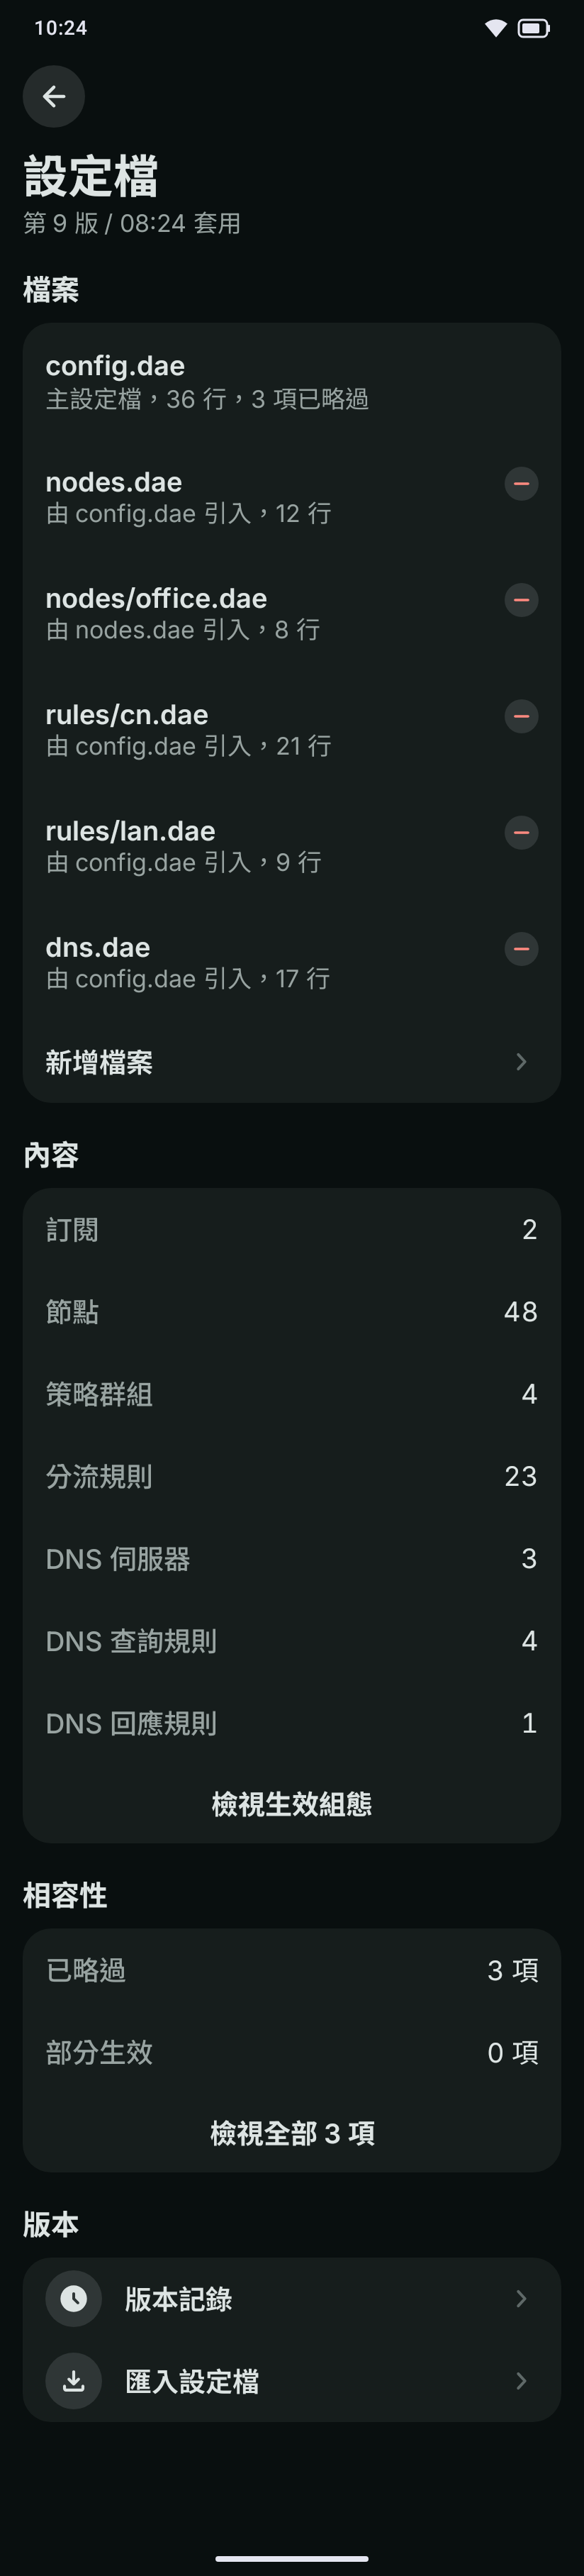 10:24
設定檔
第 9 版 / 08:24 套用
檔案
config.dae
主設定檔，36 行，3 項已略過
nodes.dae
由 config.dae 引入，12 行
nodes/office.dae
由 nodes.dae 引入，8 行
rules/cn.dae
由 config.dae 引入，21 行
rules/lan.dae
由 config.dae 引入，9 行
dns.dae
由 config.dae 引入，17 行
新增檔案
內容
訂閱 2
節點 48
策略群組 4
分流規則 23
DNS 伺服器 3
DNS 查詢規則 4
DNS 回應規則 1
檢視生效組態
相容性
已略過 3 項
部分生效 0 項
檢視全部 3 項
版本
版本記錄
匯入設定檔